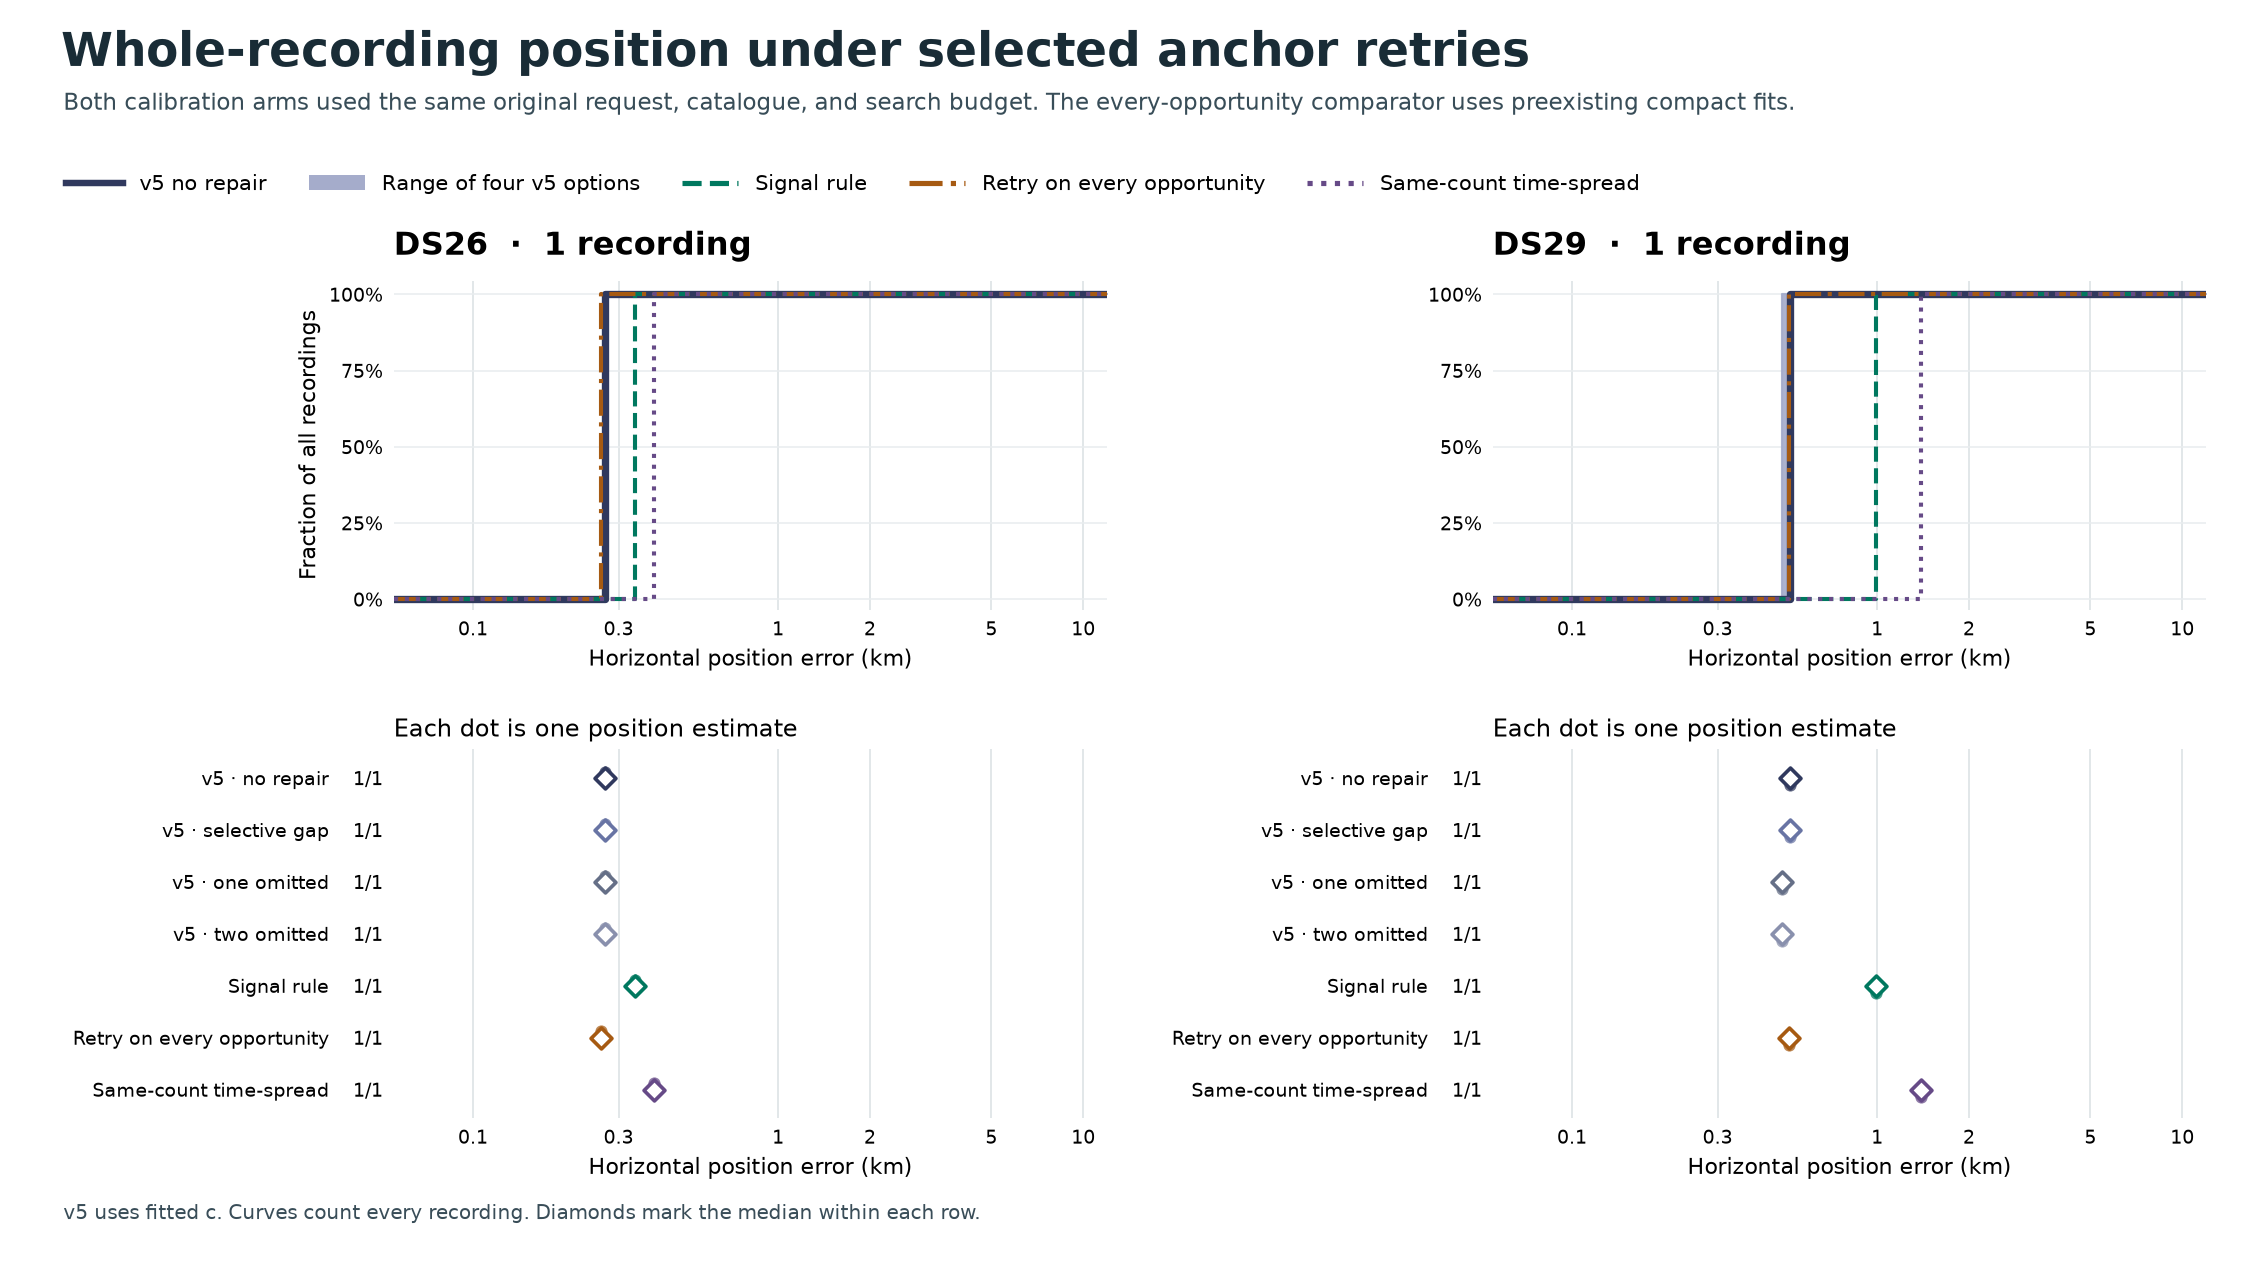 Whole-recording position under selected anchor retries
Both calibration arms used the same original request, catalogue, and search budget. The every-opportunity comparator uses preexisting compact fits.
v5 no repair
Range of four v5 options
Signal rule
Retry on every opportunity
Same-count time-spread
DS26 · 1 recording
Fraction of all recordings
100%
75%
50%
25%
0%
0.1 0.3 1 2 5 10
Horizontal position error (km)
DS29 · 1 recording
100%
75%
50%
25%
0%
0.1 0.3 1 2 5 10
Horizontal position error (km)
Each dot is one position estimate
v5 · no repair 1/1
v5 · selective gap 1/1
v5 · one omitted 1/1
v5 · two omitted 1/1
Signal rule 1/1
Retry on every opportunity 1/1
Same-count time-spread 1/1
0.1 0.3 1 2 5 10
Horizontal position error (km)
Each dot is one position estimate
v5 · no repair 1/1
v5 · selective gap 1/1
v5 · one omitted 1/1
v5 · two omitted 1/1
Signal rule 1/1
Retry on every opportunity 1/1
Same-count time-spread 1/1
0.1 0.3 1 2 5 10
Horizontal position error (km)
v5 uses fitted c. Curves count every recording. Diamonds mark the median within each row.